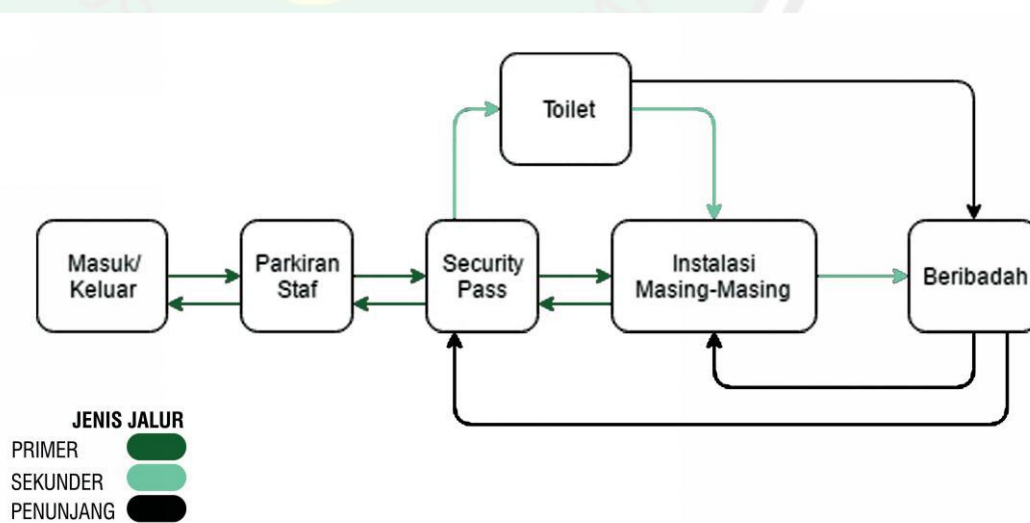 Toilet
Masuk/
Keluar
Parkiran
Staf
Security
Pass
Instalasi
Masing-Masing
Beribadah
JENIS JALUR
PRIMER
SEKUNDER
PENUNJANG